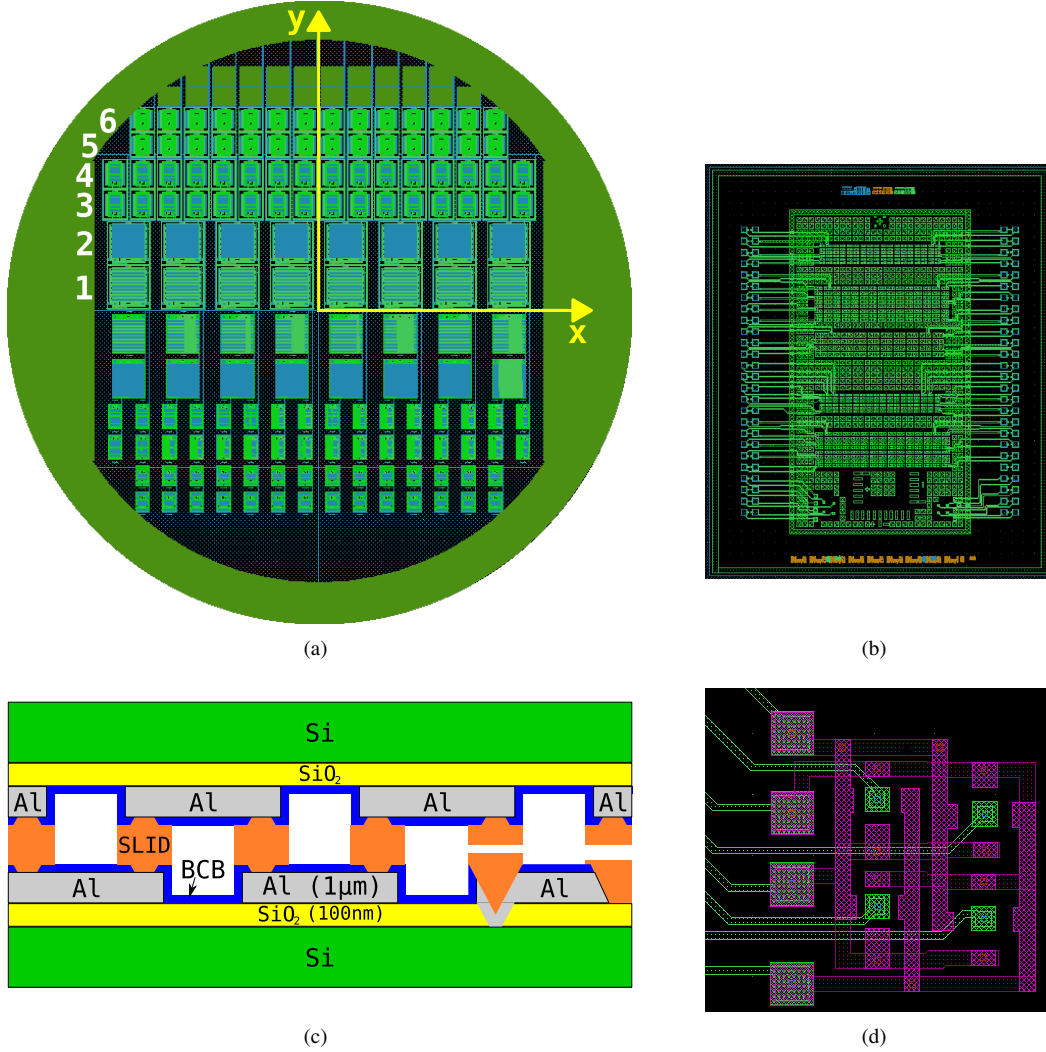 y
6
5
4
3
2
1
x
(a)
(b)
Si
SiO₂
Al Al Al Al
SLID
BCB
Al Al (1µm) Al
SiO₂ (100nm)
Si
(c)
(d)